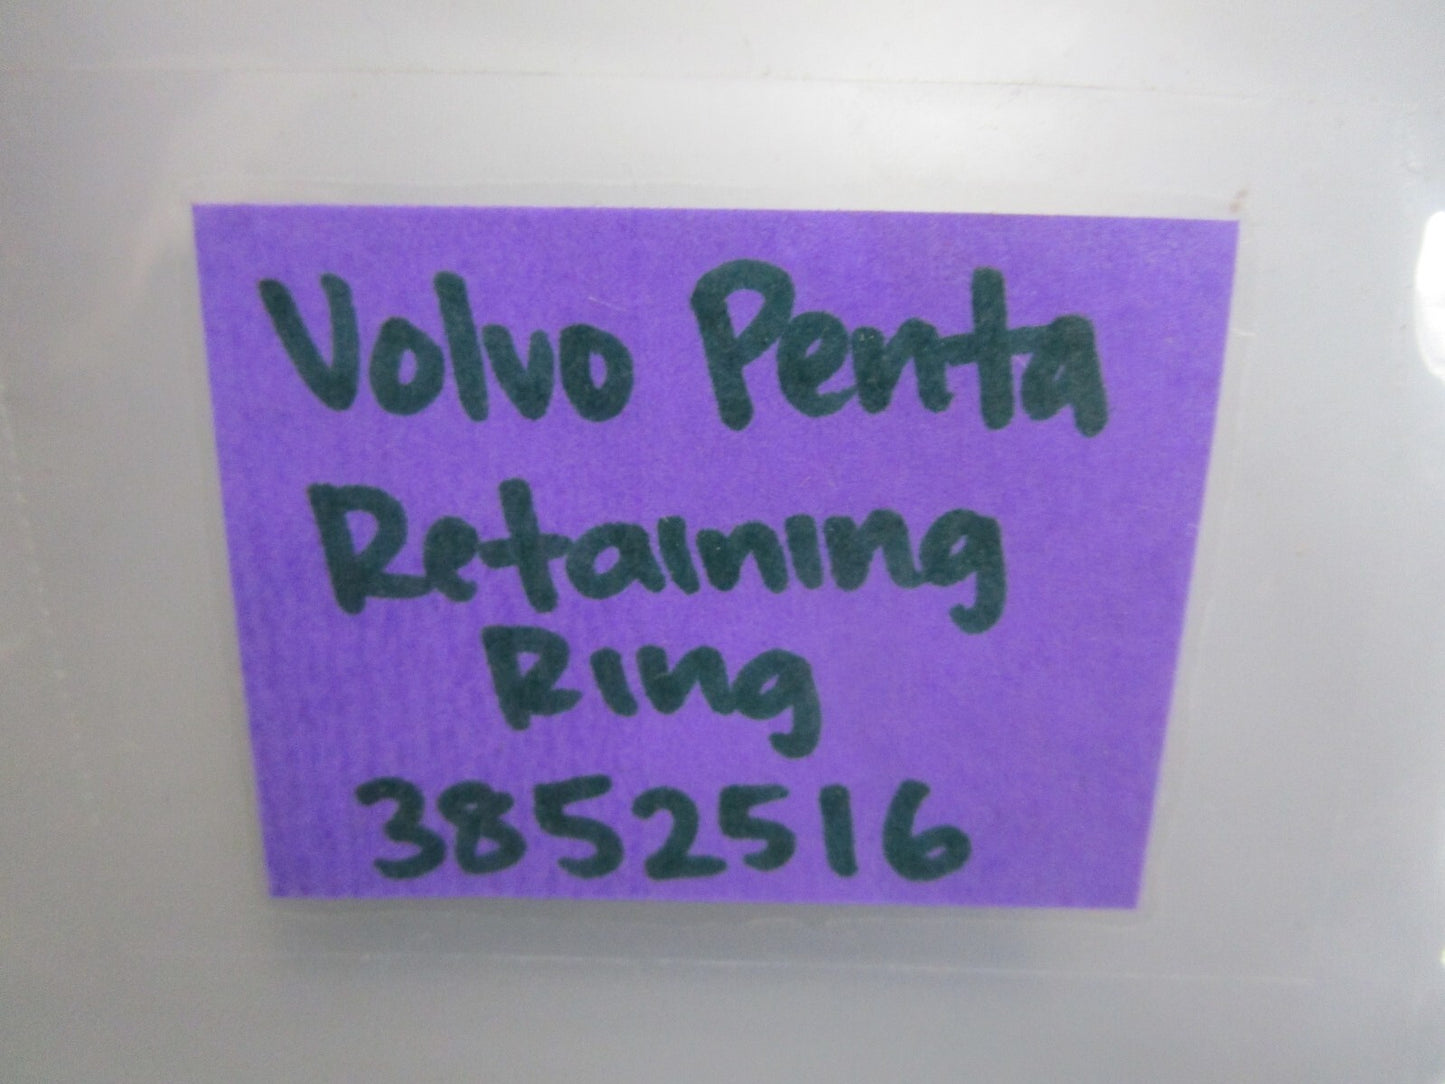 Volvo Penta
Retaining
Ring
3852516